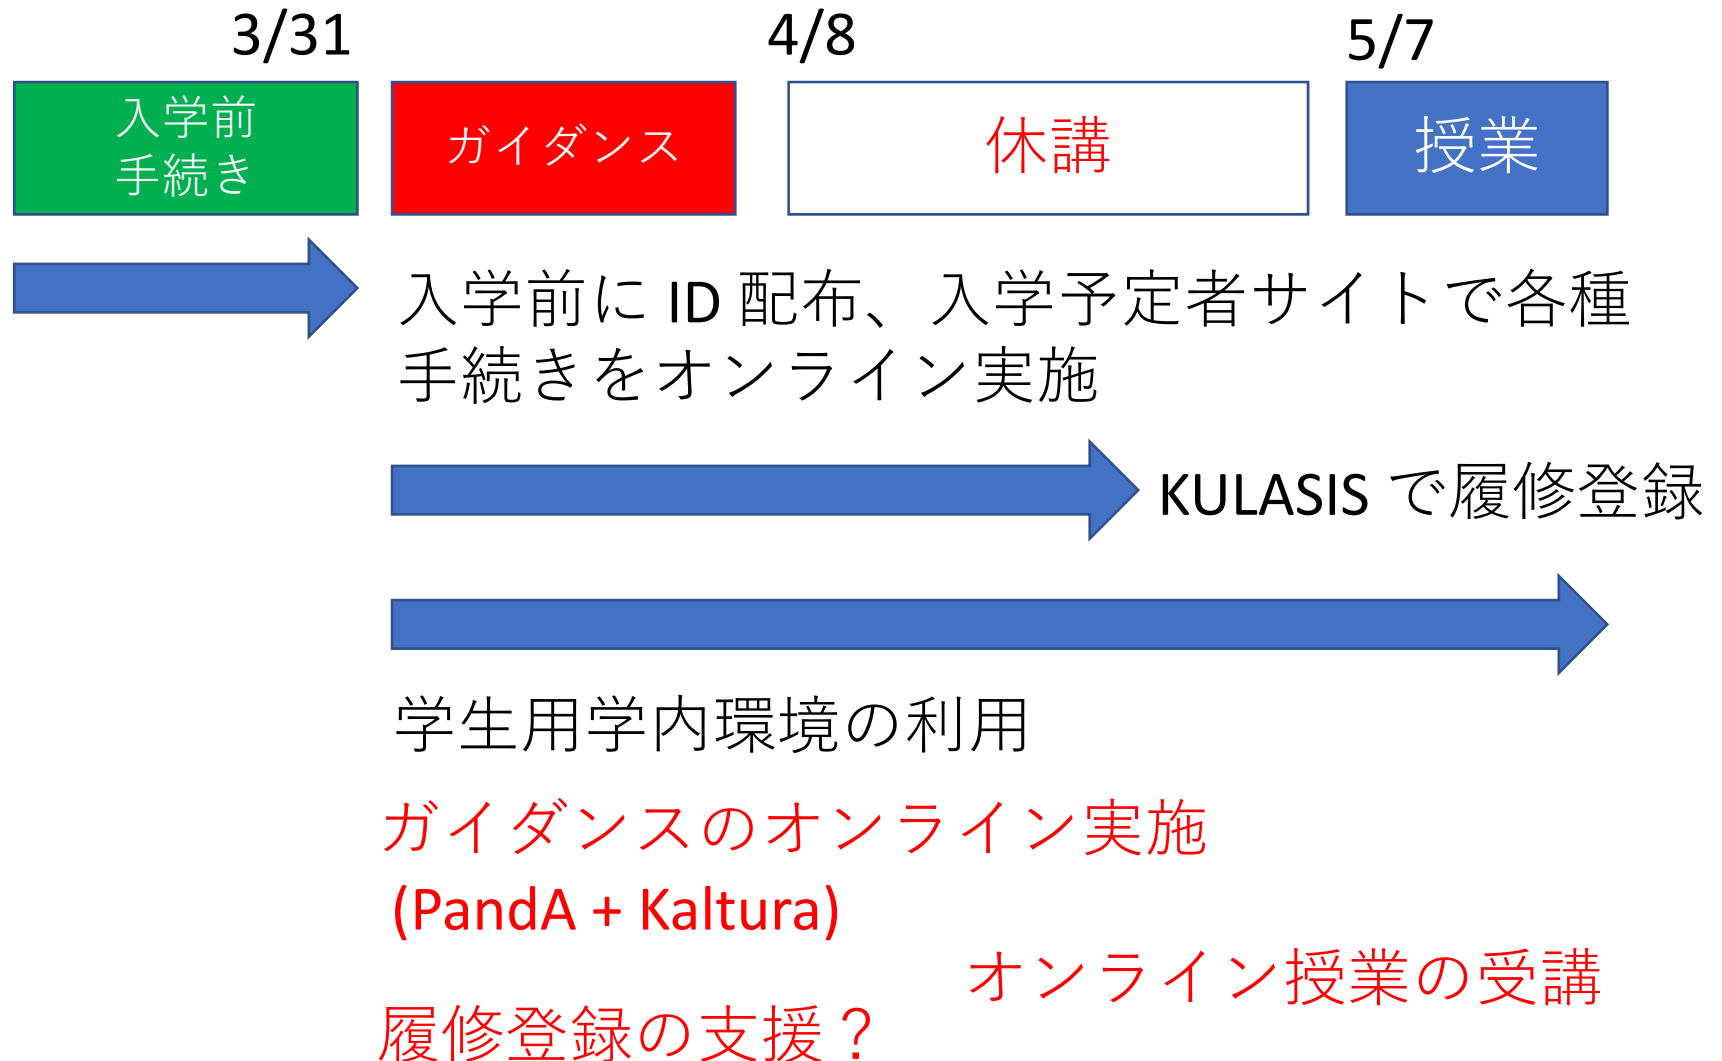 3/31
4/8
5/7
入学前
手続き
ガイダンス
休講
授業
入学前に ID 配布、入学予定者サイトで各種
手続きをオンライン実施
KULASIS で履修登録
学生用学内環境の利用
ガイダンスのオンライン実施
(PandA + Kaltura)
オンライン授業の受講
履修登録の支援？